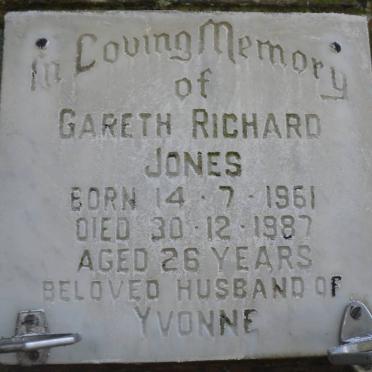 In Loving Memory
of
GARETH RICHARD
JONES
BORN 14 · 7 · 1961
DIED 30 · 12 · 1987
AGED 26 YEARS
BELOVED HUSBAND OF
YVONNE